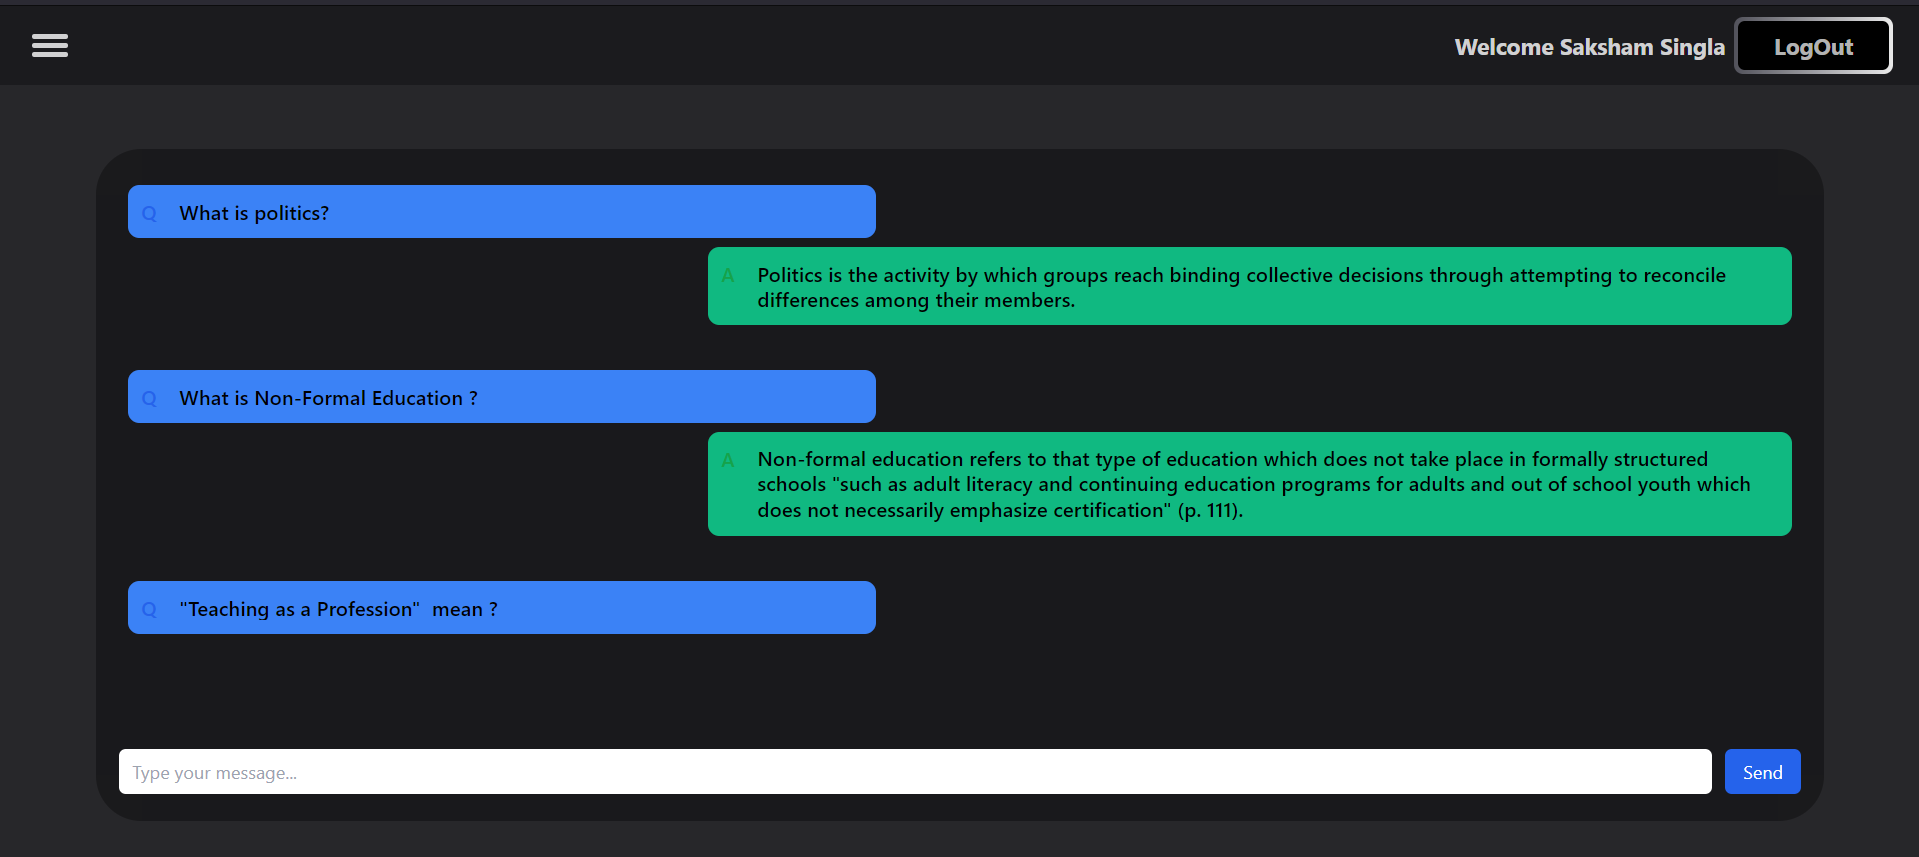 Welcome Saksham Singla
LogOut
Q What is politics?
A Politics is the activity by which groups reach binding collective decisions through attempting to reconcile
differences among their members.
Q What is Non-Formal Education ?
A Non-formal education refers to that type of education which does not take place in formally structured
schools "such as adult literacy and continuing education programs for adults and out of school youth which
does not necessarily emphasize certification" (p. 111).
Q "Teaching as a Profession"  mean ?
Type your message...
Send